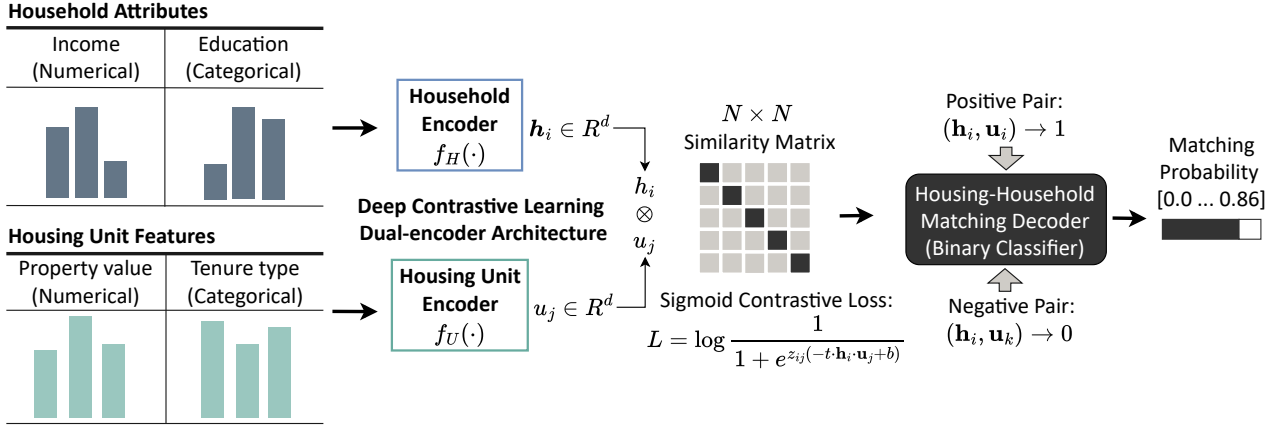 Household Attributes
Income
(Numerical)
Education
(Categorical)
Housing Unit Features
Property value
(Numerical)
Tenure type
(Categorical)
Household
Encoder
f_H(·)
h_i ∈ R^d
Deep Contrastive Learning
Dual-encoder Architecture
Housing Unit
Encoder
f_U(·)
u_j ∈ R^d
h_i
⊗
u_j
N × N
Similarity Matrix
Sigmoid Contrastive Loss:
L = log 1 / (1 + e^{z_{ij}(-t·h_i·u_j+b)})
Positive Pair:
(h_i, u_i) → 1
Housing-Household
Matching Decoder
(Binary Classifier)
Negative Pair:
(h_i, u_k) → 0
Matching
Probability
[0.0 ... 0.86]